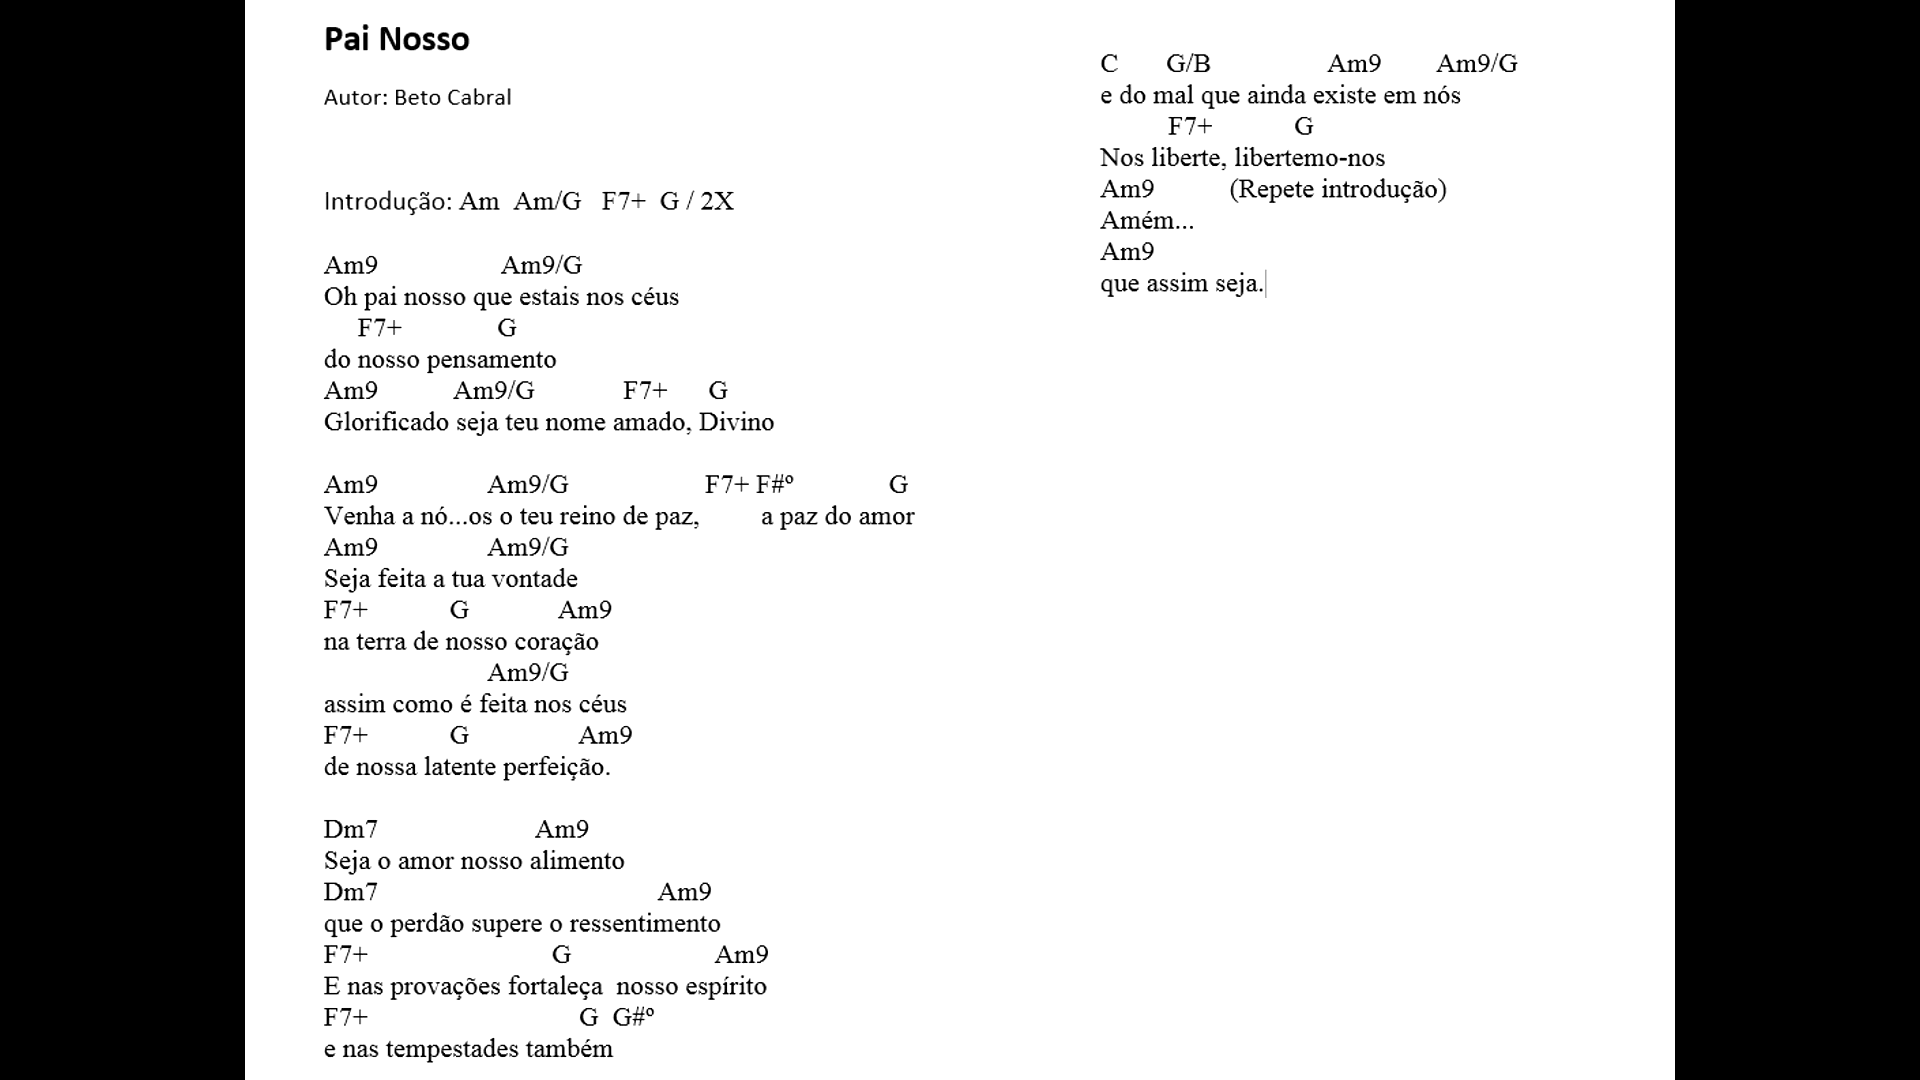 Pai Nosso
Autor: Beto Cabral
Introdução: Am  Am/G   F7+  G / 2X
Am9                  Am9/G
Oh pai nosso que estais nos céus
     F7+              G
do nosso pensamento
Am9           Am9/G             F7+      G
Glorificado seja teu nome amado, Divino
Am9                Am9/G                    F7+ F#º              G
Venha a nó...os o teu reino de paz,         a paz do amor
Am9                Am9/G
Seja feita a tua vontade
F7+            G             Am9
na terra de nosso coração
                        Am9/G
assim como é feita nos céus
F7+            G                Am9
de nossa latente perfeição.
Dm7                       Am9
Seja o amor nosso alimento
Dm7                                         Am9
que o perdão supere o ressentimento
F7+                           G                     Am9
E nas provações fortaleça  nosso espírito
F7+                               G  G#º
e nas tempestades também
C       G/B                 Am9        Am9/G
e do mal que ainda existe em nós
          F7+            G
Nos liberte, libertemo-nos
Am9           (Repete introdução)
Amém...
Am9
que assim seja.